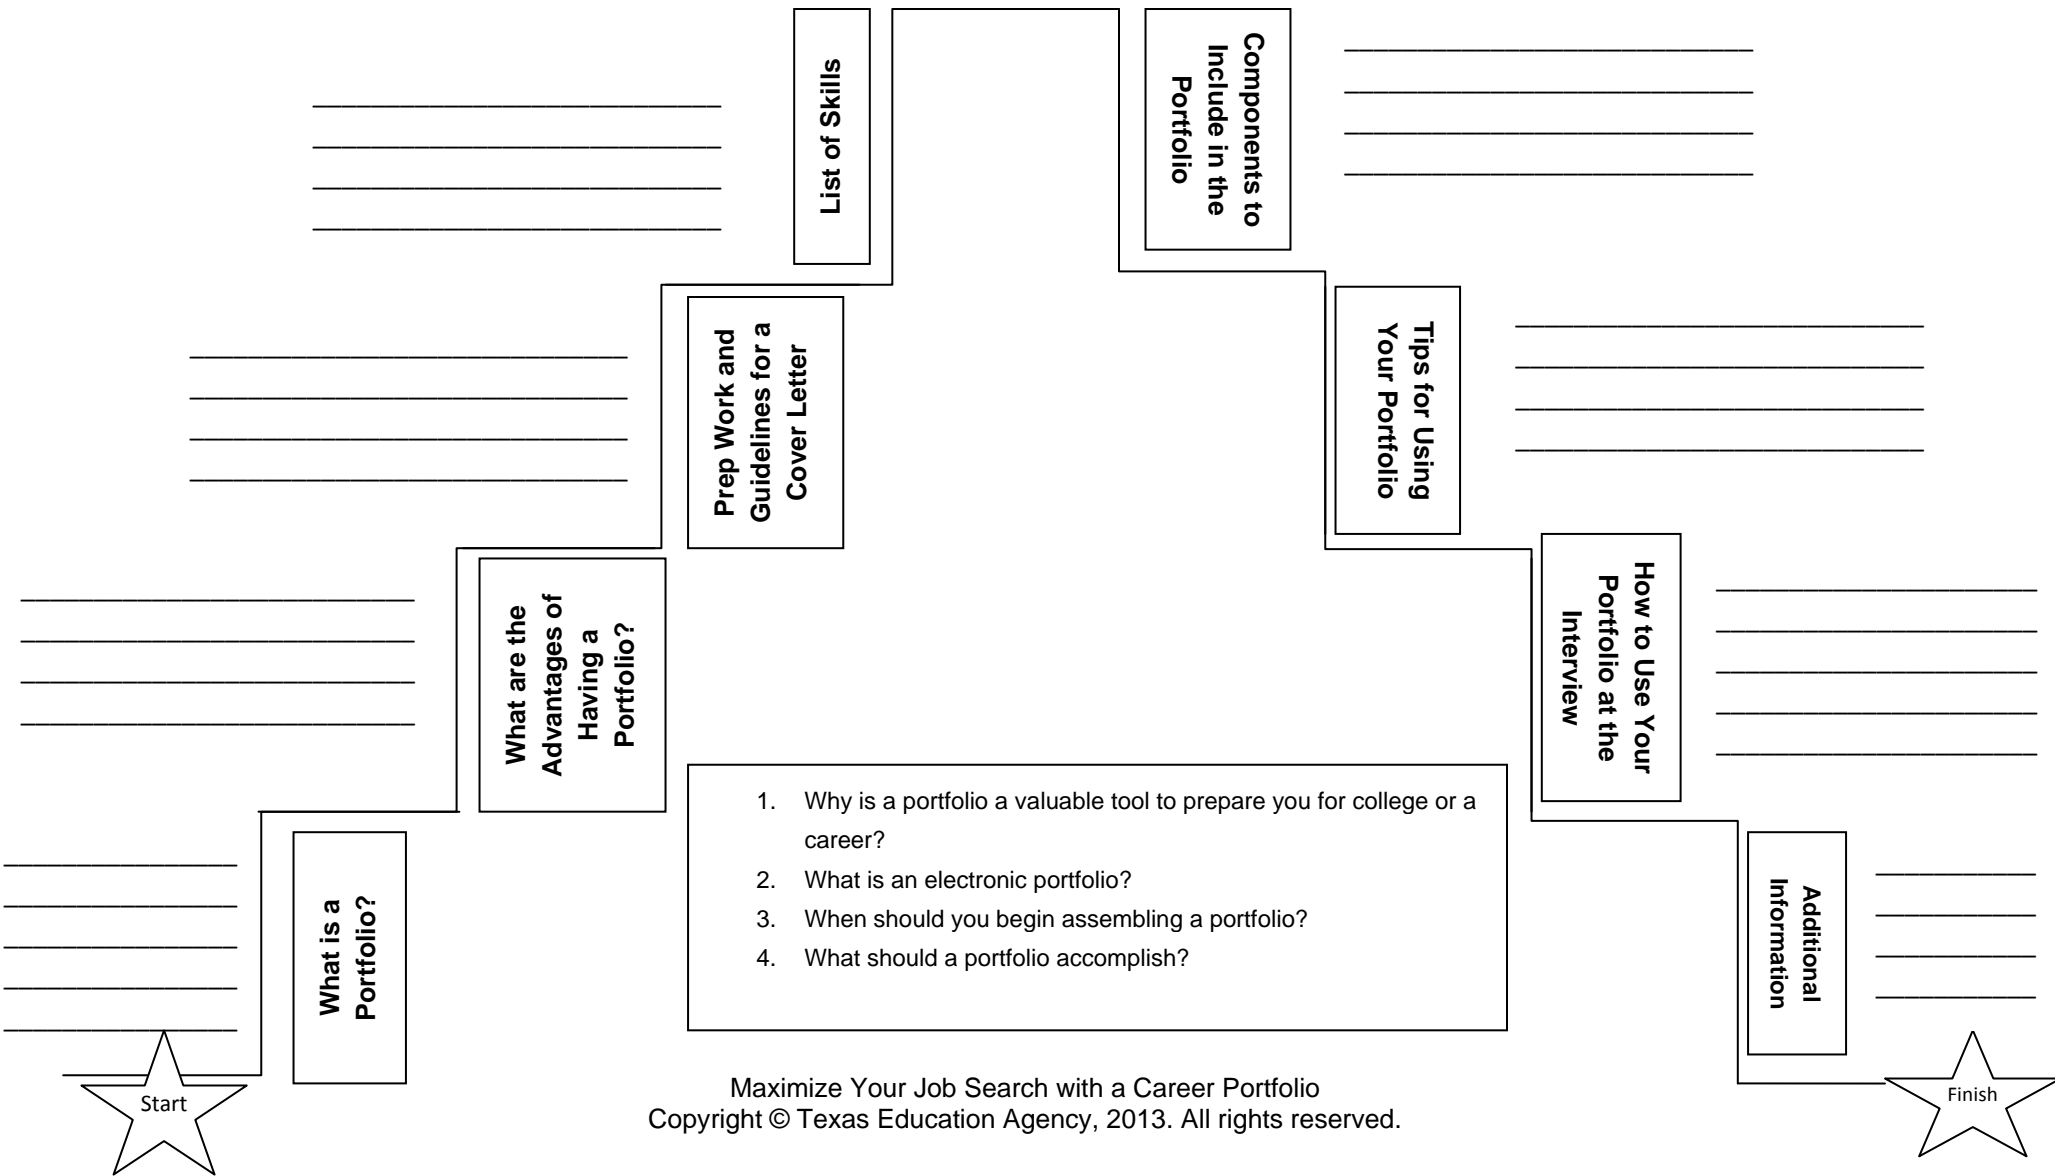 Start
What is a
Portfolio?
What are the
Advantages of
Having a
Portfolio?
Prep Work and
Guidelines for a
Cover Letter
List of Skills
Components to
Include in the
Portfolio
Tips for Using
Your Portfolio
How to Use Your
Portfolio at the
Interview
Additional
Information
Finish
1. Why is a portfolio a valuable tool to prepare you for college or a
career?
2. What is an electronic portfolio?
3. When should you begin assembling a portfolio?
4. What should a portfolio accomplish?
Maximize Your Job Search with a Career Portfolio
Copyright © Texas Education Agency, 2013. All rights reserved.